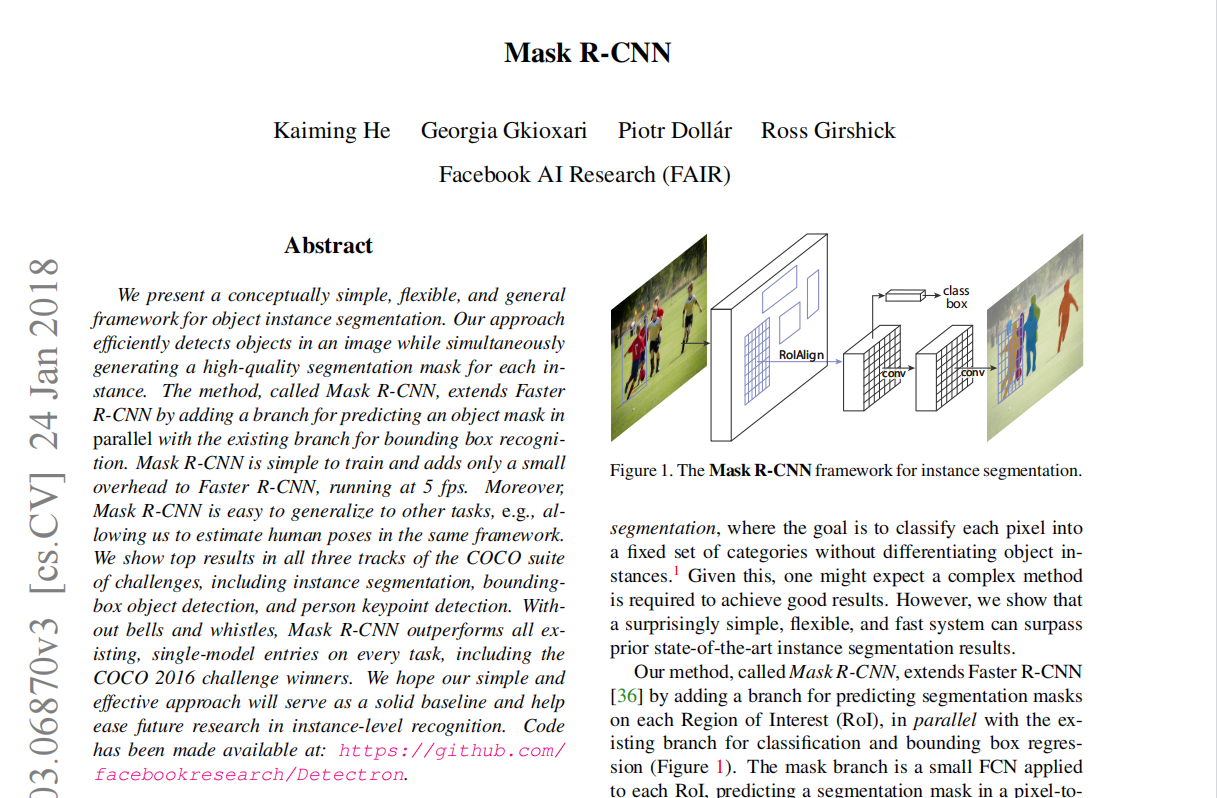 Mask R-CNN
Kaiming He Georgia Gkioxari Piotr Dollár Ross Girshick
Facebook AI Research (FAIR)
03.06870v3 [cs.CV] 24 Jan 2018
Abstract
We present a conceptually simple, flexible, and general
framework for object instance segmentation. Our approach
efficiently detects objects in an image while simultaneously
generating a high-quality segmentation mask for each in-
stance. The method, called Mask R-CNN, extends Faster
R-CNN by adding a branch for predicting an object mask in
parallel with the existing branch for bounding box recogni-
tion. Mask R-CNN is simple to train and adds only a small
overhead to Faster R-CNN, running at 5 fps. Moreover,
Mask R-CNN is easy to generalize to other tasks, e.g., al-
lowing us to estimate human poses in the same framework.
We show top results in all three tracks of the COCO suite
of challenges, including instance segmentation, bounding-
box object detection, and person keypoint detection. With-
out bells and whistles, Mask R-CNN outperforms all ex-
isting, single-model entries on every task, including the
COCO 2016 challenge winners. We hope our simple and
effective approach will serve as a solid baseline and help
ease future research in instance-level recognition. Code
has been made available at: https://github.com/
facebookresearch/Detectron.
class
box
RoIAlign
conv
conv
Figure 1. The Mask R-CNN framework for instance segmentation.
segmentation, where the goal is to classify each pixel into
a fixed set of categories without differentiating object in-
stances.1 Given this, one might expect a complex method
is required to achieve good results. However, we show that
a surprisingly simple, flexible, and fast system can surpass
prior state-of-the-art instance segmentation results.
Our method, called Mask R-CNN, extends Faster R-CNN
[36] by adding a branch for predicting segmentation masks
on each Region of Interest (RoI), in parallel with the ex-
isting branch for classification and bounding box regres-
sion (Figure 1). The mask branch is a small FCN applied
to each RoI, predicting a segmentation mask in a pixel-to-